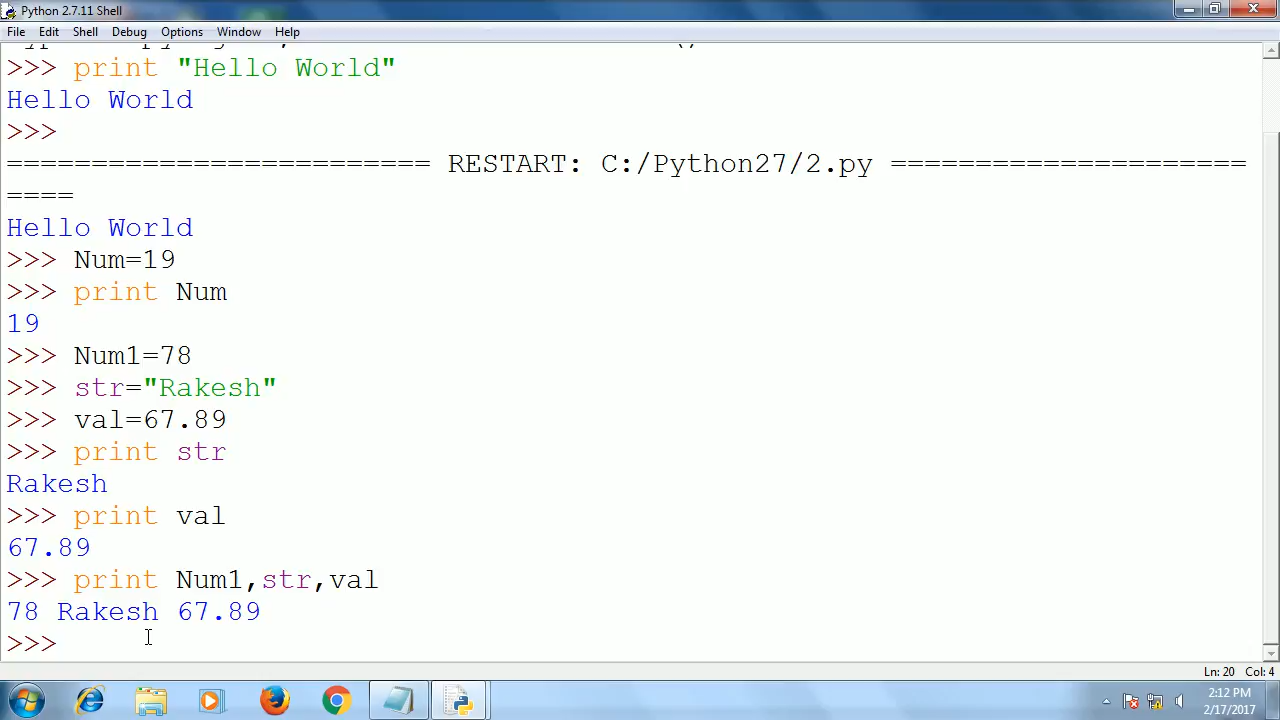 Python 2.7.11 Shell
File Edit Shell Debug Options Window Help
>>> print "Hello World"
Hello World
>>>
========================= RESTART: C:/Python27/2.py =====================
====
Hello World
>>> Num=19
>>> print Num
19
>>> Num1=78
>>> str="Rakesh"
>>> val=67.89
>>> print str
Rakesh
>>> print val
67.89
>>> print Num1,str,val
78 Rakesh 67.89
>>>
Ln: 20 Col: 4
2:12 PM
2/17/2017